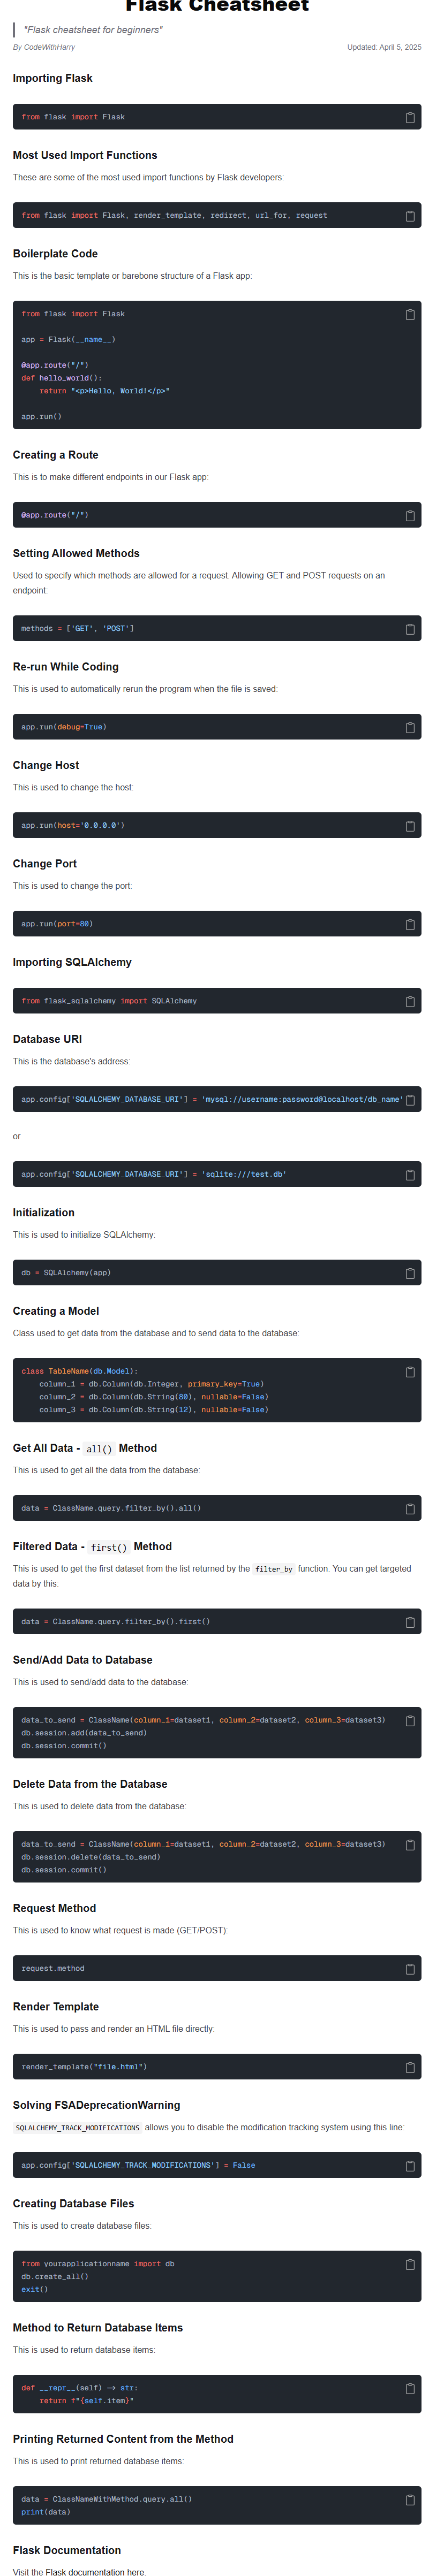 Flask Cheatsheet
"Flask cheatsheet for beginners"
By CodeWithHarry
Updated: April 5, 2025
Importing Flask
from flask import Flask
Most Used Import Functions
These are some of the most used import functions by Flask developers:
from flask import Flask, render_template, redirect, url_for, request
Boilerplate Code
This is the basic template or barebone structure of a Flask app:
from flask import Flask
app = Flask(__name__)
@app.route("/")
def hello_world():
    return "<p>Hello, World!</p>"
app.run()
Creating a Route
This is to make different endpoints in our Flask app:
@app.route("/")
Setting Allowed Methods
Used to specify which methods are allowed for a request. Allowing GET and POST requests on an
endpoint:
methods = ['GET', 'POST']
Re-run While Coding
This is used to automatically rerun the program when the file is saved:
app.run(debug=True)
Change Host
This is used to change the host:
app.run(host='0.0.0.0')
Change Port
This is used to change the port:
app.run(port=80)
Importing SQLAlchemy
from flask_sqlalchemy import SQLAlchemy
Database URI
This is the database's address:
app.config['SQLALCHEMY_DATABASE_URI'] = 'mysql://username:password@localhost/db_name'
or
app.config['SQLALCHEMY_DATABASE_URI'] = 'sqlite:///test.db'
Initialization
This is used to initialize SQLAlchemy:
db = SQLAlchemy(app)
Creating a Model
Class used to get data from the database and to send data to the database:
class TableName(db.Model):
    column_1 = db.Column(db.Integer, primary_key=True)
    column_2 = db.Column(db.String(80), nullable=False)
    column_3 = db.Column(db.String(12), nullable=False)
Get All Data - all() Method
This is used to get all the data from the database:
data = ClassName.query.filter_by().all()
Filtered Data - first() Method
This is used to get the first dataset from the list returned by the filter_by function. You can get targeted
data by this:
data = ClassName.query.filter_by().first()
Send/Add Data to Database
This is used to send/add data to the database:
data_to_send = ClassName(column_1=dataset1, column_2=dataset2, column_3=dataset3)
db.session.add(data_to_send)
db.session.commit()
Delete Data from the Database
This is used to delete data from the database:
data_to_send = ClassName(column_1=dataset1, column_2=dataset2, column_3=dataset3)
db.session.delete(data_to_send)
db.session.commit()
Request Method
This is used to know what request is made (GET/POST):
request.method
Render Template
This is used to pass and render an HTML file directly:
render_template("file.html")
Solving FSADeprecationWarning
SQLALCHEMY_TRACK_MODIFICATIONS allows you to disable the modification tracking system using this line:
app.config['SQLALCHEMY_TRACK_MODIFICATIONS'] = False
Creating Database Files
This is used to create database files:
from yourapplicationname import db
db.create_all()
exit()
Method to Return Database Items
This is used to return database items:
def __repr__(self) -> str:
    return f"{self.item}"
Printing Returned Content from the Method
This is used to print returned database items:
data = ClassNameWithMethod.query.all()
print(data)
Flask Documentation
Visit the Flask documentation here.